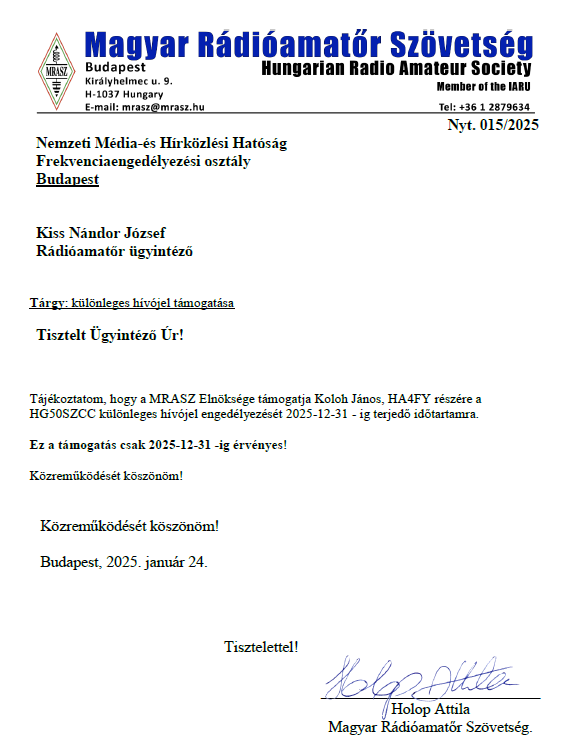 MRASZ
Magyar Rádióamatőr Szövetség
Hungarian Radio Amateur Society
Member of the IARU
Budapest
Királyhelmec u. 9.
H-1037 Hungary
E-mail: mrasz@mrasz.hu
Tel: +36 1 2879634
Nyt. 015/2025
Nemzeti Média-és Hírközlési Hatóság
Frekvenciaengedélyezési osztály
Budapest
Kiss Nándor József
Rádióamatőr ügyintéző
Tárgy: különleges hívójel támogatása
Tisztelt Ügyintéző Úr!
Tájékoztatom, hogy a MRASZ Elnöksége támogatja Koloh János, HA4FY részére a
HG50SZCC különleges hívójel engedélyezését 2025-12-31 - ig terjedő időtartamra.
Ez a támogatás csak 2025-12-31 -ig érvényes!
Közreműködését köszönöm!
Közreműködését köszönöm!
Budapest, 2025. január 24.
Tisztelettel!
Holop Attila
Holop Attila
Magyar Rádióamatőr Szövetség.